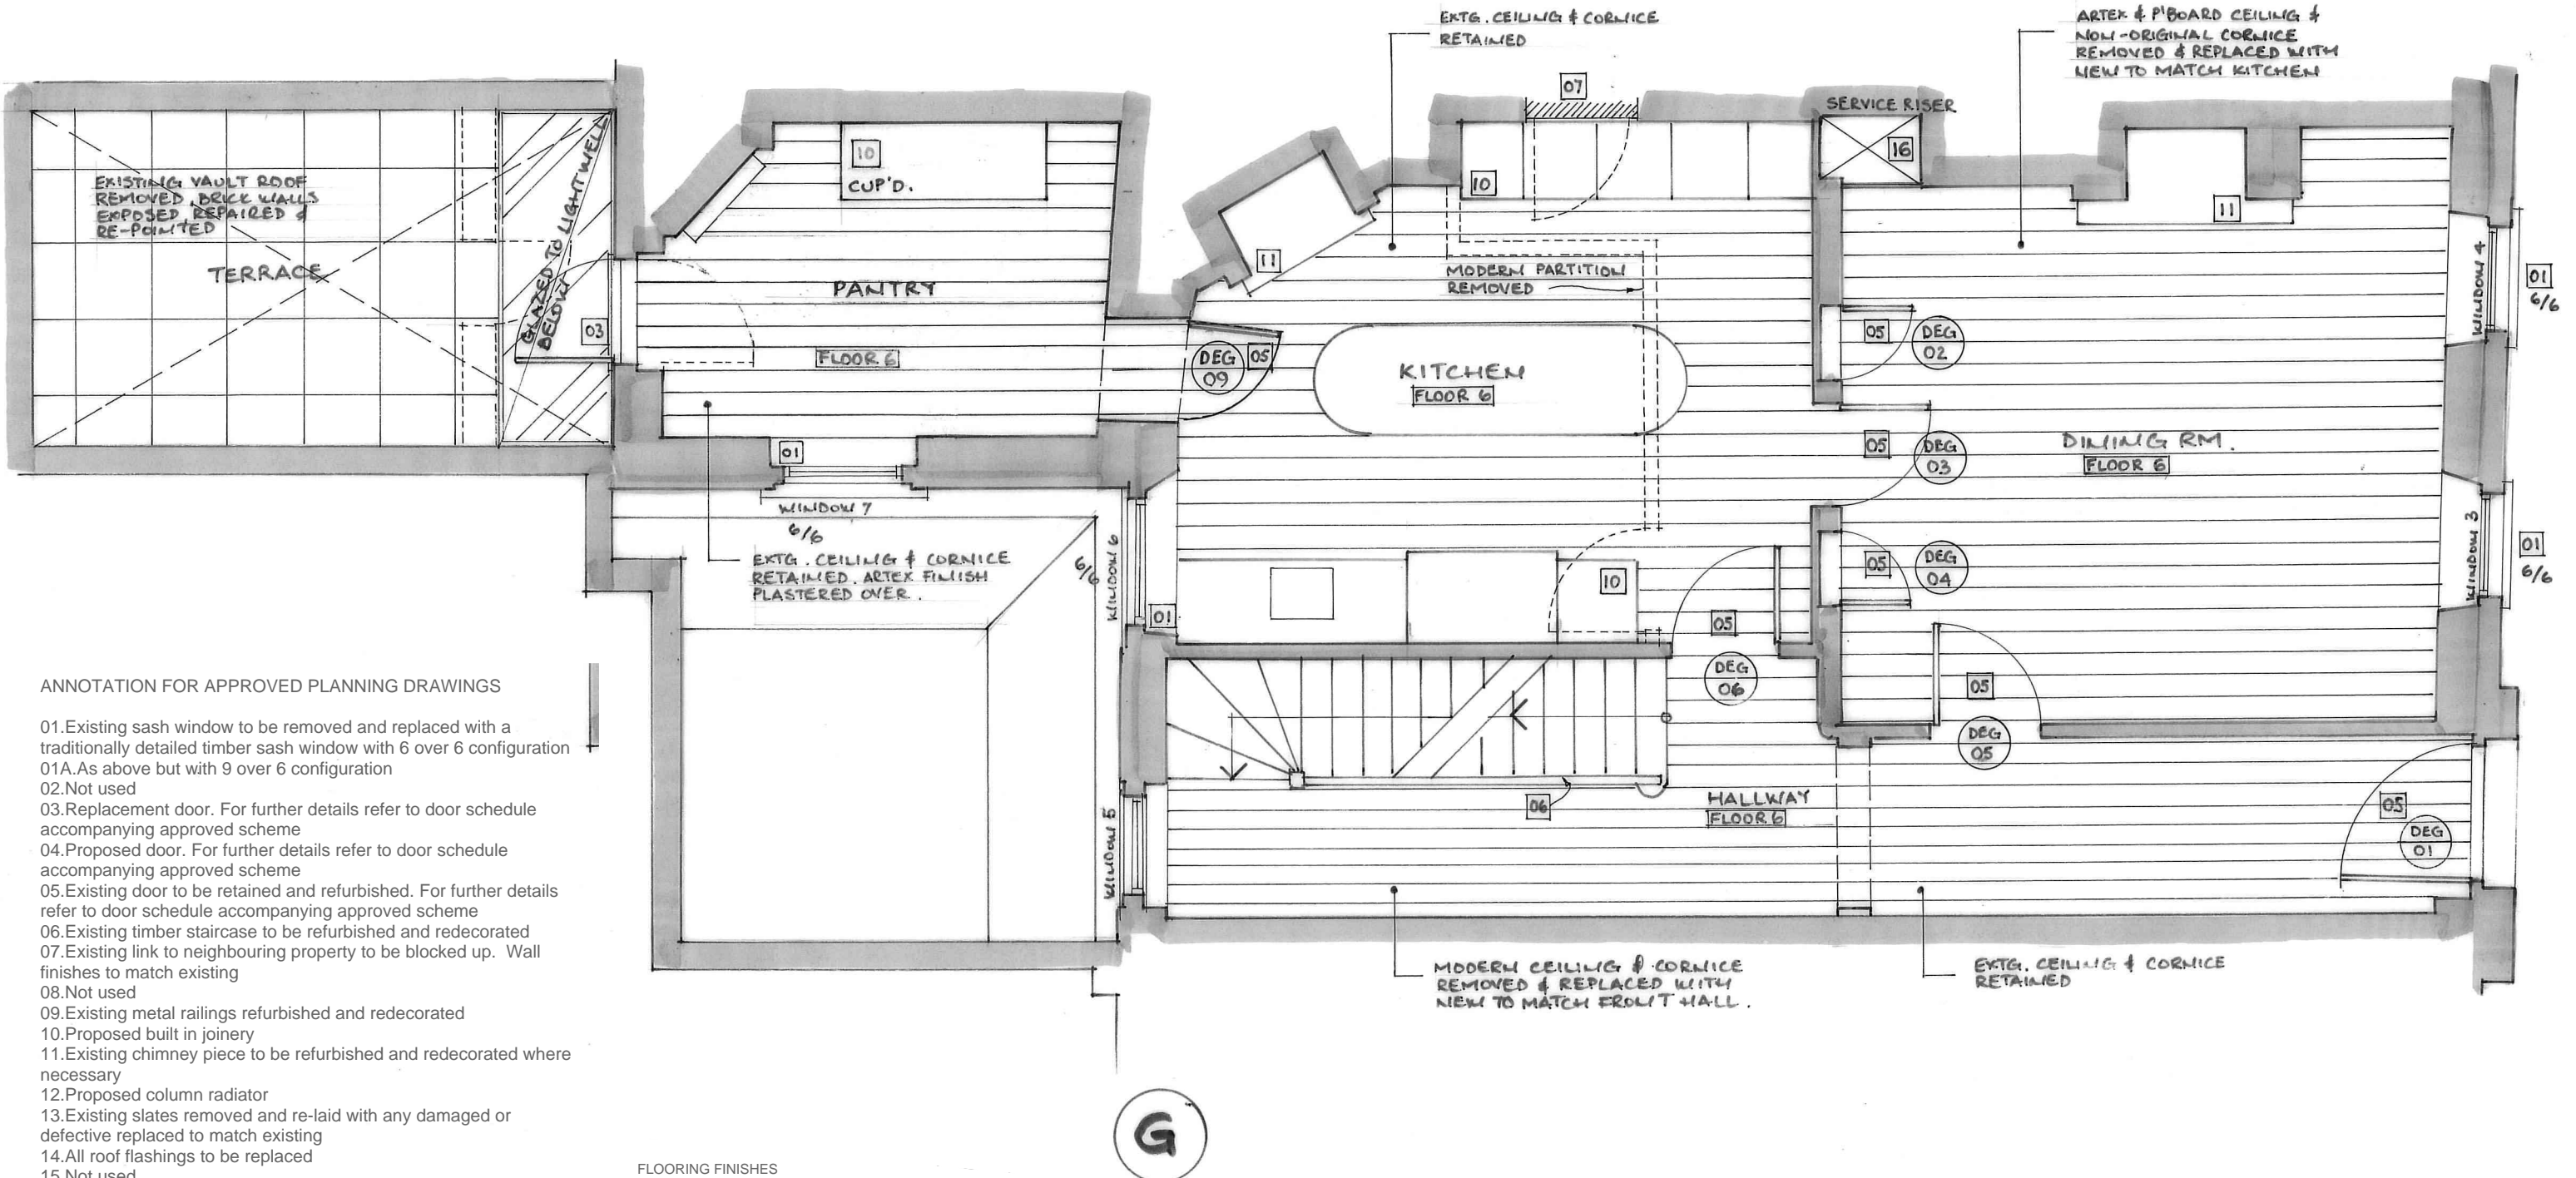 EXTG. CEILING & CORNICE
RETAINED
ARTEX & P'BOARD CEILING &
NON-ORIGINAL CORNICE
REMOVED & REPLACED WITH
NEW TO MATCH KITCHEN
07
SERVICE RISER
16
10
CUP'D.
10
EXISTING VAULT ROOF
REMOVED, BRICK WALLS
EXPOSED, REPAIRED &
RE-POINTED
TERRACE
GLAZED TO LIGHTWELL
BELOW
03
PANTRY
FLOOR 6
11
MODERN PARTITION
REMOVED
11
WINDOW 4
01
6/6
05
DEG
02
DEG
09
05
KITCHEN
FLOOR 6
05
DEG
03
DINING RM.
FLOOR 6
01
WINDOW 7
6/6
EXTG. CEILING & CORNICE
RETAINED. ARTEX FINISH
PLASTERED OVER.
6/6
WINDOW 6
01
10
05
DEG
06
05
DEG
04
WINDOW 3
01
6/6
05
DEG
05
06
HALLWAY
FLOOR 6
WINDOW 5
05
DEG
01
MODERN CEILING & CORNICE
REMOVED & REPLACED WITH
NEW TO MATCH FRONT HALL.
EXTG. CEILING & CORNICE
RETAINED
ANNOTATION FOR APPROVED PLANNING DRAWINGS
01.Existing sash window to be removed and replaced with a
traditionally detailed timber sash window with 6 over 6 configuration
01A.As above but with 9 over 6 configuration
02.Not used
03.Replacement door. For further details refer to door schedule
accompanying approved scheme
04.Proposed door. For further details refer to door schedule
accompanying approved scheme
05.Existing door to be retained and refurbished. For further details
refer to door schedule accompanying approved scheme
06.Existing timber staircase to be refurbished and redecorated
07.Existing link to neighbouring property to be blocked up. Wall
finishes to match existing
08.Not used
09.Existing metal railings refurbished and redecorated
10.Proposed built in joinery
11.Existing chimney piece to be refurbished and redecorated where
necessary
12.Proposed column radiator
13.Existing slates removed and re-laid with any damaged or
defective replaced to match existing
14.All roof flashings to be replaced
15.Not used
G
FLOORING FINISHES